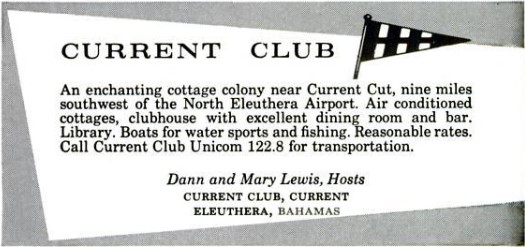 CURRENT CLUB
An enchanting cottage colony near Current Cut, nine miles
southwest of the North Eleuthera Airport. Air conditioned
cottages, clubhouse with excellent dining room and bar.
Library. Boats for water sports and fishing. Reasonable rates.
Call Current Club Unicom 122.8 for transportation.
Dann and Mary Lewis, Hosts
CURRENT CLUB, CURRENT
ELEUTHERA, BAHAMAS